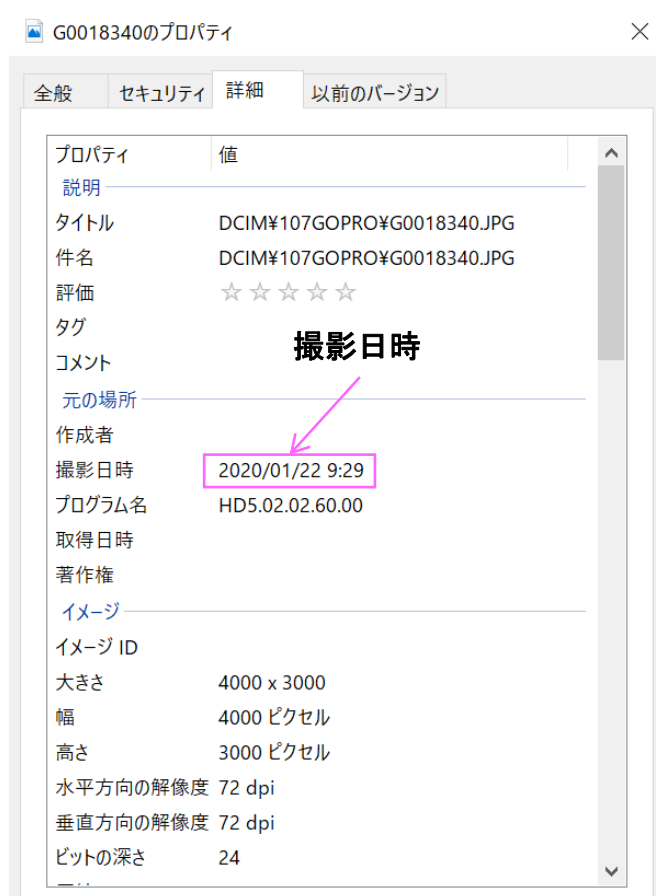 G0018340のプロパティ
全般 セキュリティ 詳細 以前のバージョン
プロパティ 値
説明
タイトル DCIM¥107GOPRO¥G0018340.JPG
件名 DCIM¥107GOPRO¥G0018340.JPG
評価 ☆☆☆☆☆
タグ
撮影日時
コメント
元の場所
作成者
撮影日時 2020/01/22 9:29
プログラム名 HD5.02.02.60.00
取得日時
著作権
イメージ
イメージ ID
大きさ 4000 x 3000
幅 4000 ピクセル
高さ 3000 ピクセル
水平方向の解像度 72 dpi
垂直方向の解像度 72 dpi
ビットの深さ 24